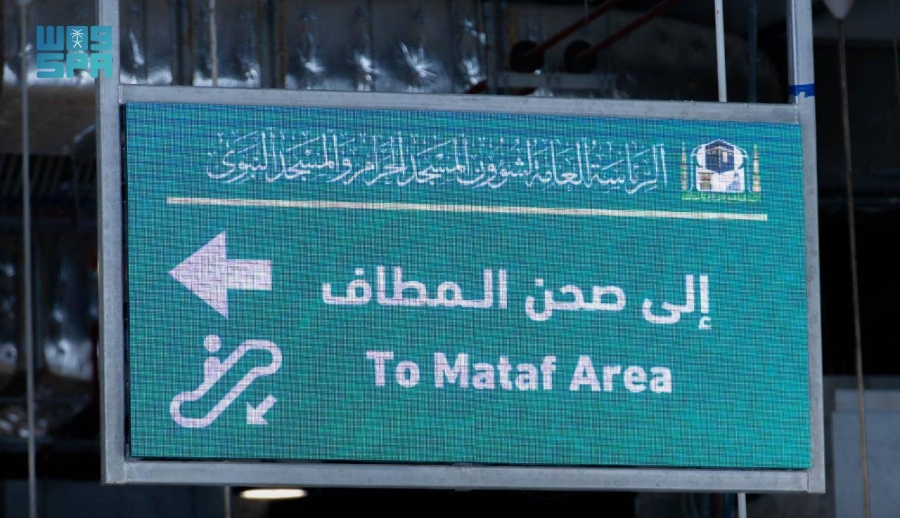 واس
SPA
الرئاسة العامة لشؤون المسجد الحرام والمسجد النبوي
إلى صحن المطاف
To Mataf Area